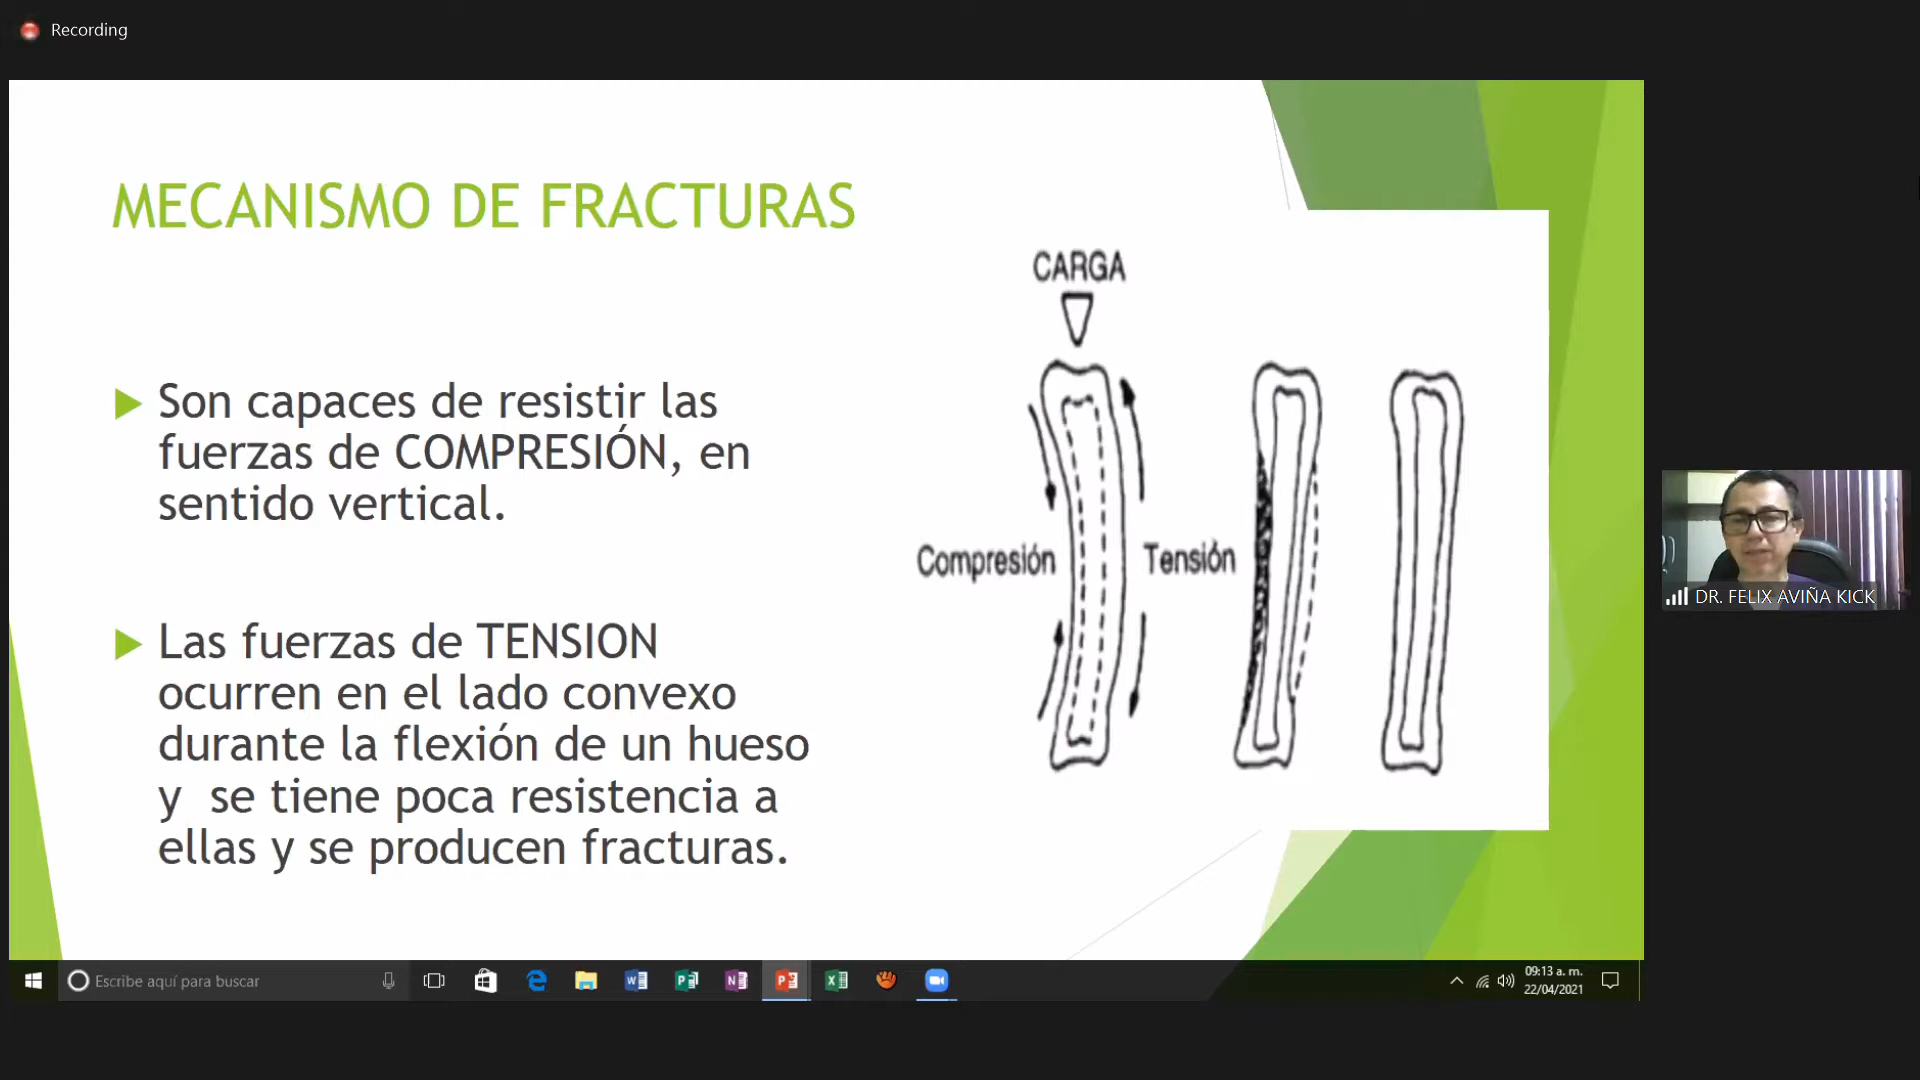 Recording
MECANISMO DE FRACTURAS
Son capaces de resistir las
fuerzas de COMPRESIÓN, en
sentido vertical.
Las fuerzas de TENSION
ocurren en el lado convexo
durante la flexión de un hueso
y  se tiene poca resistencia a
ellas y se producen fracturas.
CARGA
Compresión
Tensión
DR. FELIX AVIÑA KICK
Escribe aquí para buscar
09:13 a. m.
22/04/2021